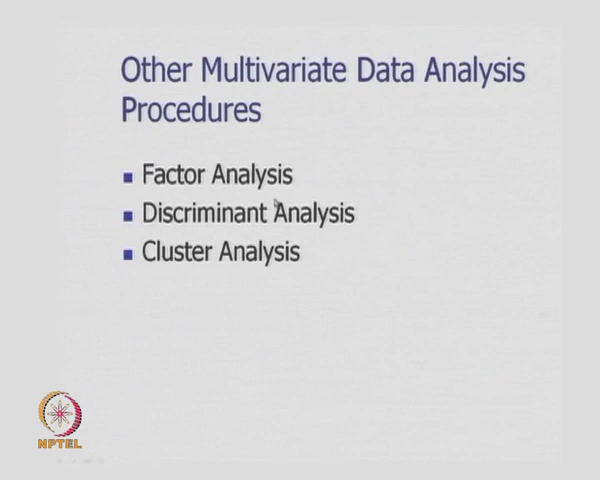 Other Multivariate Data Analysis
Procedures
Factor Analysis
Discriminant Analysis
Cluster Analysis
NPTEL